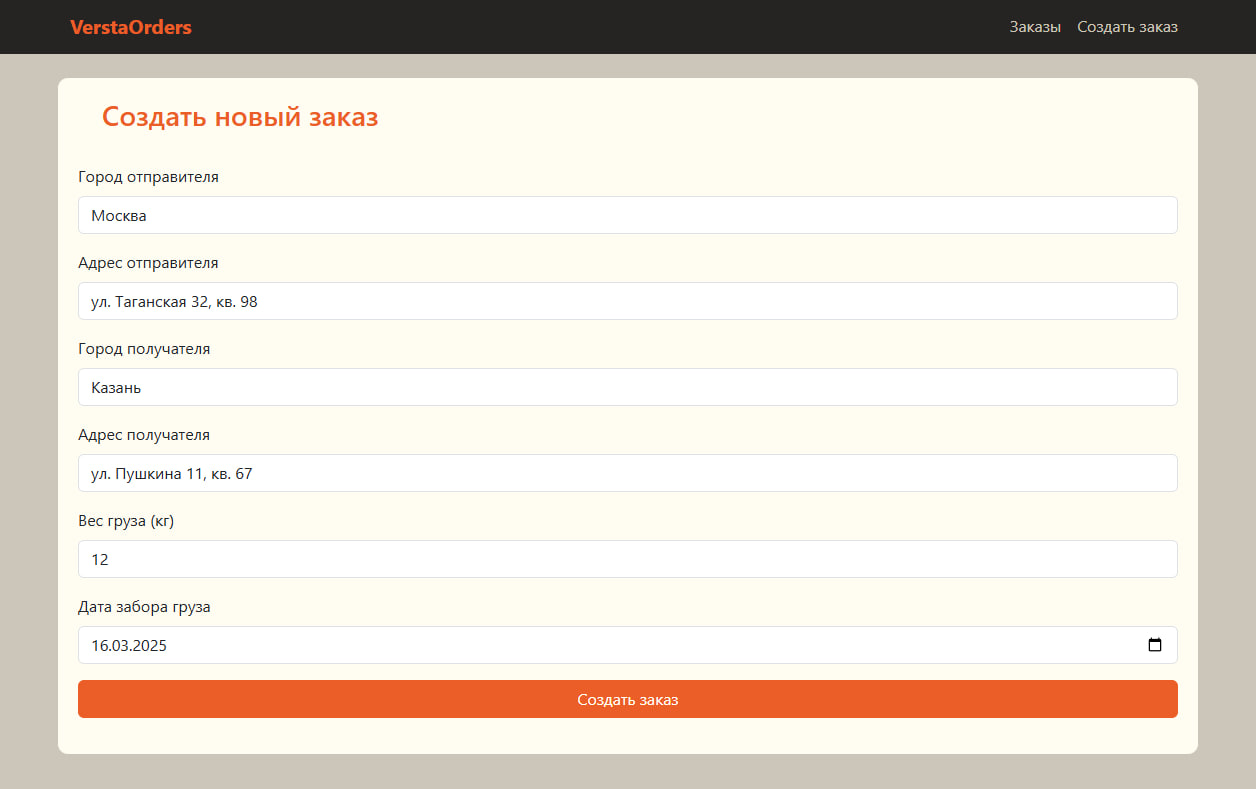 VerstaOrders
Заказы Создать заказ
Создать новый заказ
Город отправителя
Москва
Адрес отправителя
ул. Таганская 32, кв. 98
Город получателя
Казань
Адрес получателя
ул. Пушкина 11, кв. 67
Вес груза (кг)
12
Дата забора груза
16.03.2025
Создать заказ